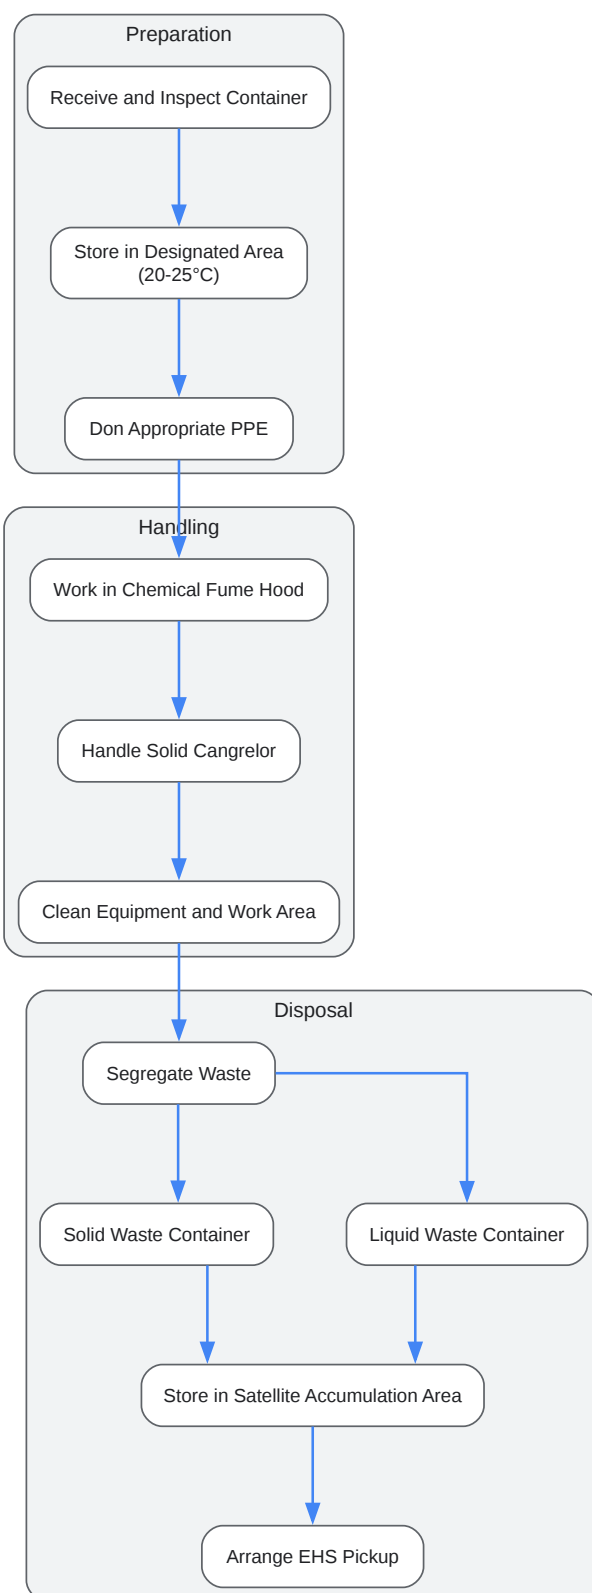 Preparation
Receive and Inspect Container
Store in Designated Area
(20-25°C)
Don Appropriate PPE
Handling
Work in Chemical Fume Hood
Handle Solid Cangrelor
Clean Equipment and Work Area
Disposal
Segregate Waste
Solid Waste Container
Liquid Waste Container
Store in Satellite Accumulation Area
Arrange EHS Pickup